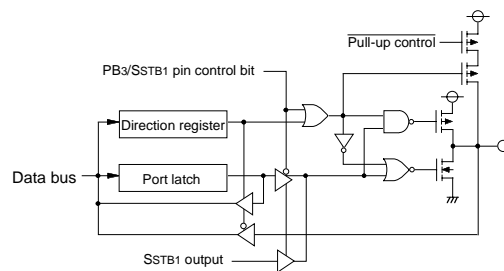 Pull-up control
PB3/SSTB1 pin control bit
Direction register
Port latch
Data bus
SSTB1 output